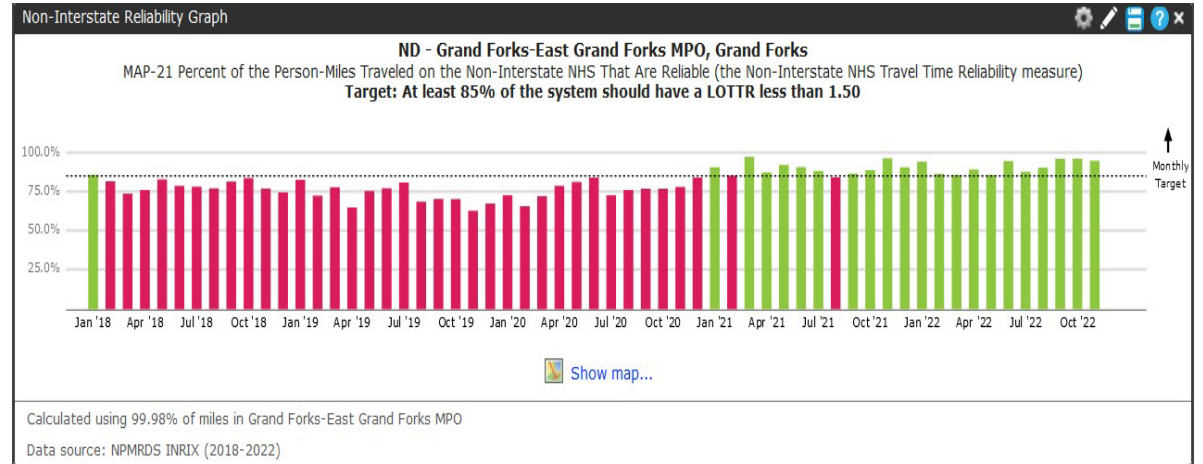 Non-Interstate Reliability Graph
ND - Grand Forks-East Grand Forks MPO, Grand Forks
MAP-21 Percent of the Person-Miles Traveled on the Non-Interstate NHS That Are Reliable (the Non-Interstate NHS Travel Time Reliability measure)
Target: At least 85% of the system should have a LOTTR less than 1.50
100.0%
75.0%
50.0%
25.0%
Monthly
Target
Jan '18 Apr '18 Jul '18 Oct '18 Jan '19 Apr '19 Jul '19 Oct '19 Jan '20 Apr '20 Jul '20 Oct '20 Jan '21 Apr '21 Jul '21 Oct '21 Jan '22 Apr '22 Jul '22 Oct '22
Show map...
Calculated using 99.98% of miles in Grand Forks-East Grand Forks MPO
Data source: NPMRDS INRIX (2018-2022)